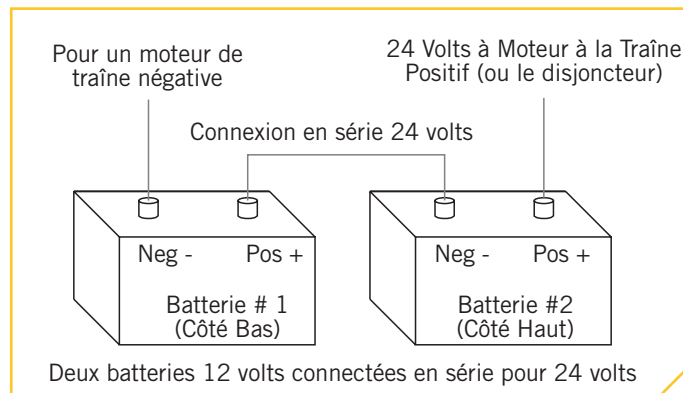 Pour un moteur de
traîne négative
24 Volts à Moteur à la Traîne
Positif (ou le disjoncteur)
Connexion en série 24 volts
Neg - Pos +
Batterie # 1
(Côté Bas)
Neg - Pos +
Batterie #2
(Côté Haut)
Deux batteries 12 volts connectées en série pour 24 volts